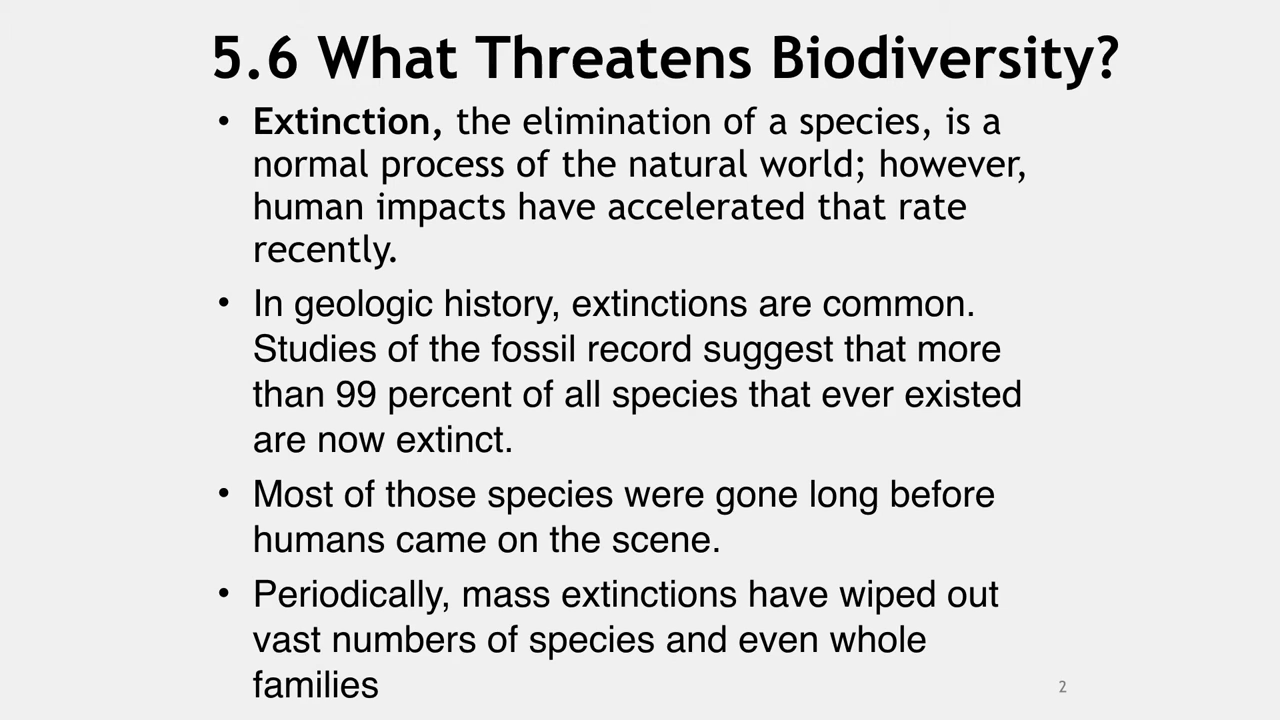 5.6 What Threatens Biodiversity?
• Extinction, the elimination of a species, is a
normal process of the natural world; however,
human impacts have accelerated that rate
recently.
• In geologic history, extinctions are common.
Studies of the fossil record suggest that more
than 99 percent of all species that ever existed
are now extinct.
• Most of those species were gone long before
humans came on the scene.
• Periodically, mass extinctions have wiped out
vast numbers of species and even whole
families
2